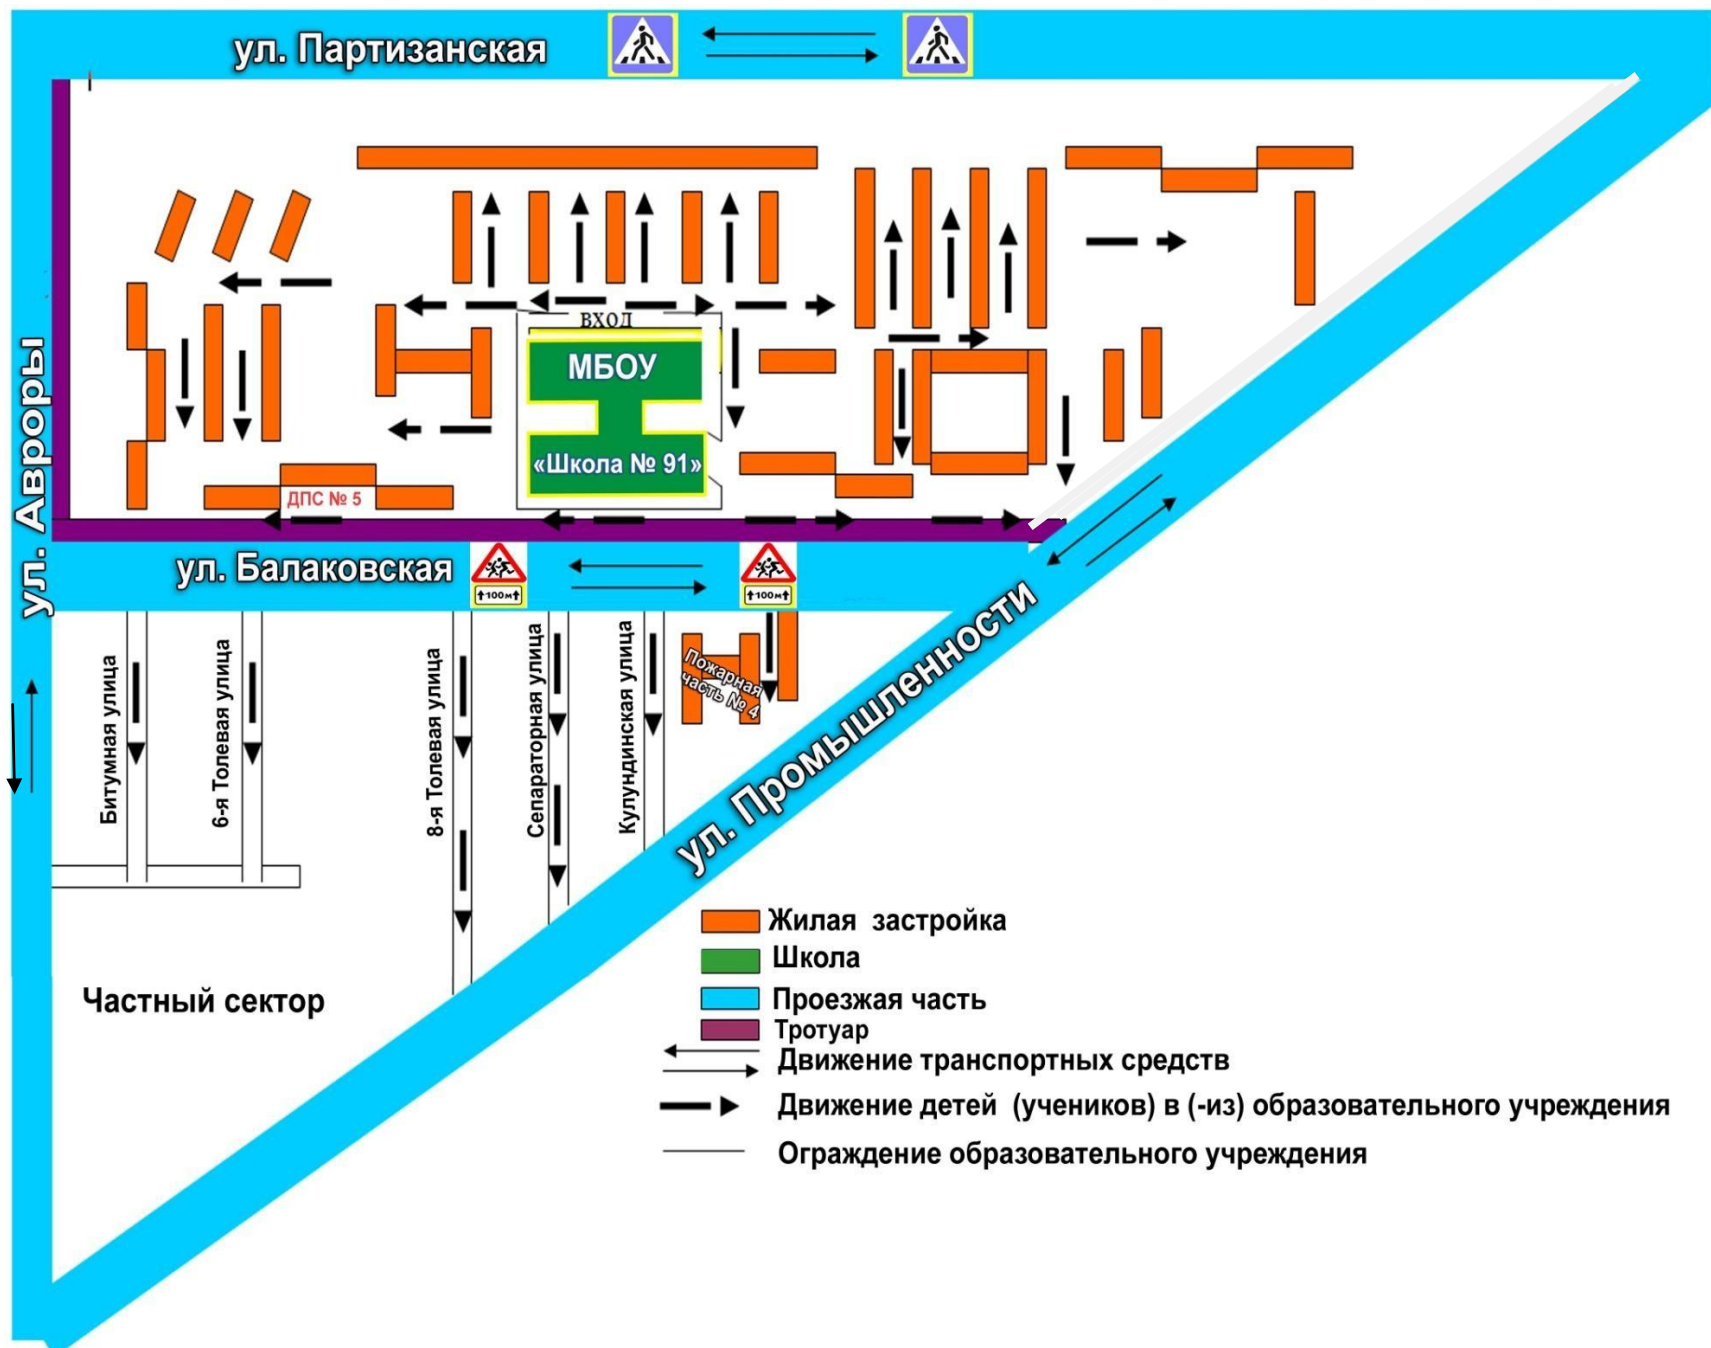 ул. Партизанская
ул. Авроры
ВХОД
МБОУ
«Школа № 91»
ДПС № 5
ул. Балаковская
100м
100м
Битумная улица
6-я Толевая улица
8-я Толевая улица
Сепараторная улица
Кулундинская улица
Пожарная
часть № 4
ул. Промышленности
Частный сектор
Жилая застройка
Школа
Проезжая часть
Тротуар
Движение транспортных средств
Движение детей (учеников) в (-из) образовательного учреждения
Ограждение образовательного учреждения